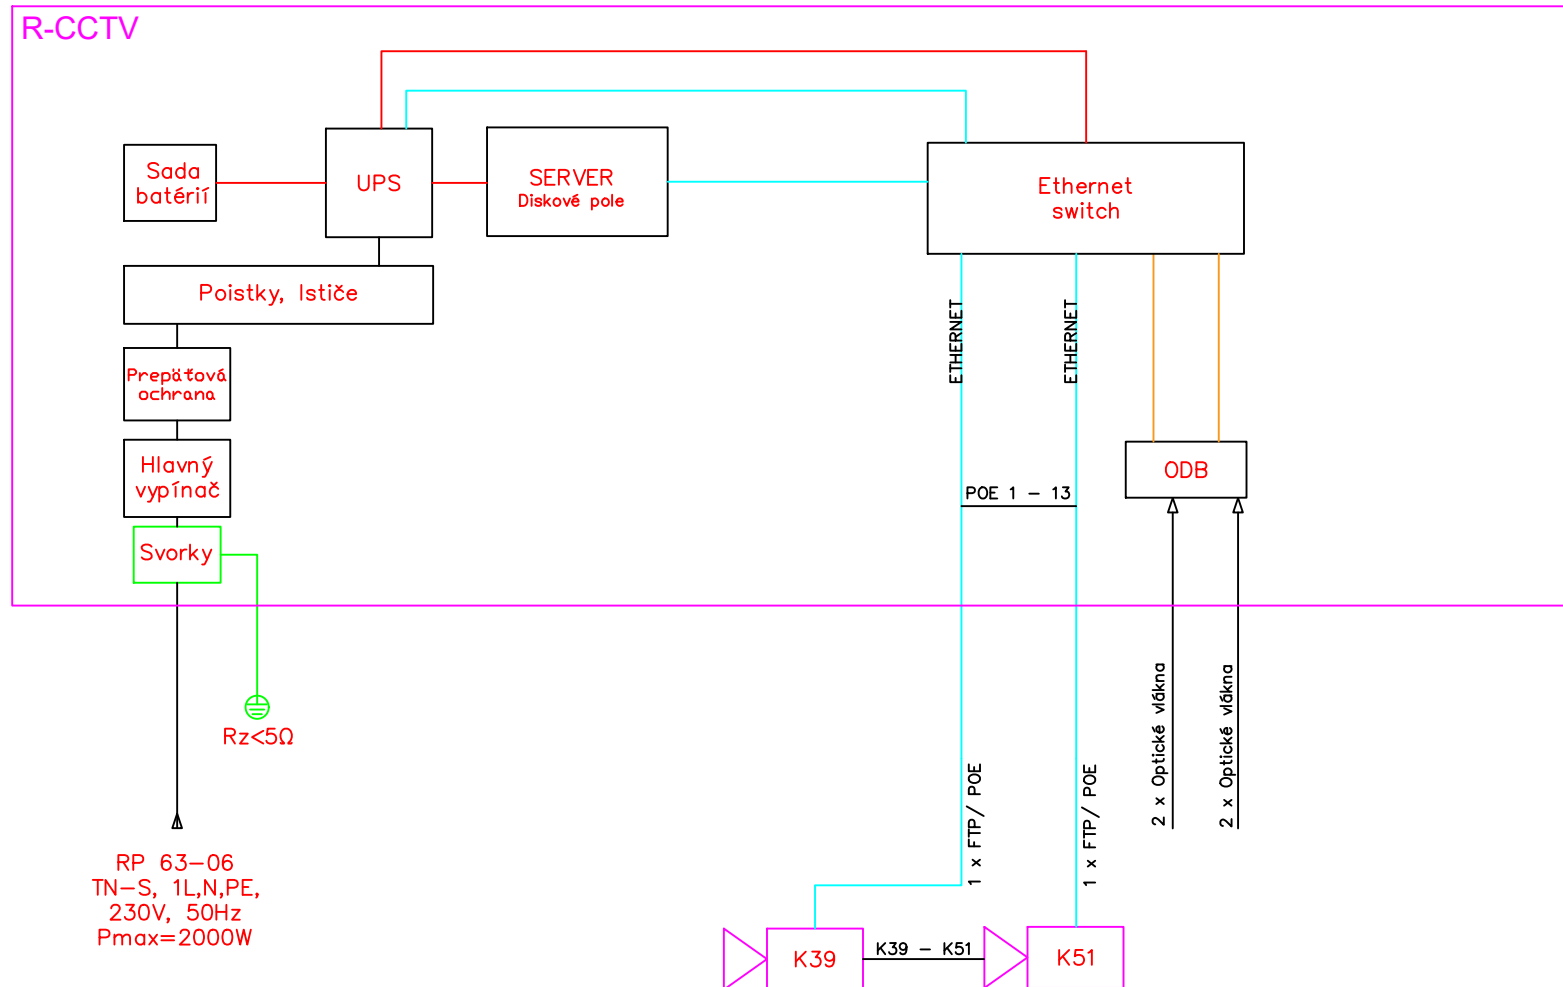 R-CCTV
Sada
batérií
UPS
SERVER
Diskové pole
Ethernet
switch
Poistky, Ističe
ETHERNET
ETHERNET
Prepäťová
ochrana
Hlavný
vypínač
ODB
POE 1 - 13
Svorky
Rz<5Ω
2 x Optické vlákna
2 x Optické vlákna
1 x FTP/ POE
1 x FTP/ POE
RP 63-06
TN-S, 1L,N,PE,
230V, 50Hz
Pmax=2000W
K39
K39 - K51
K51